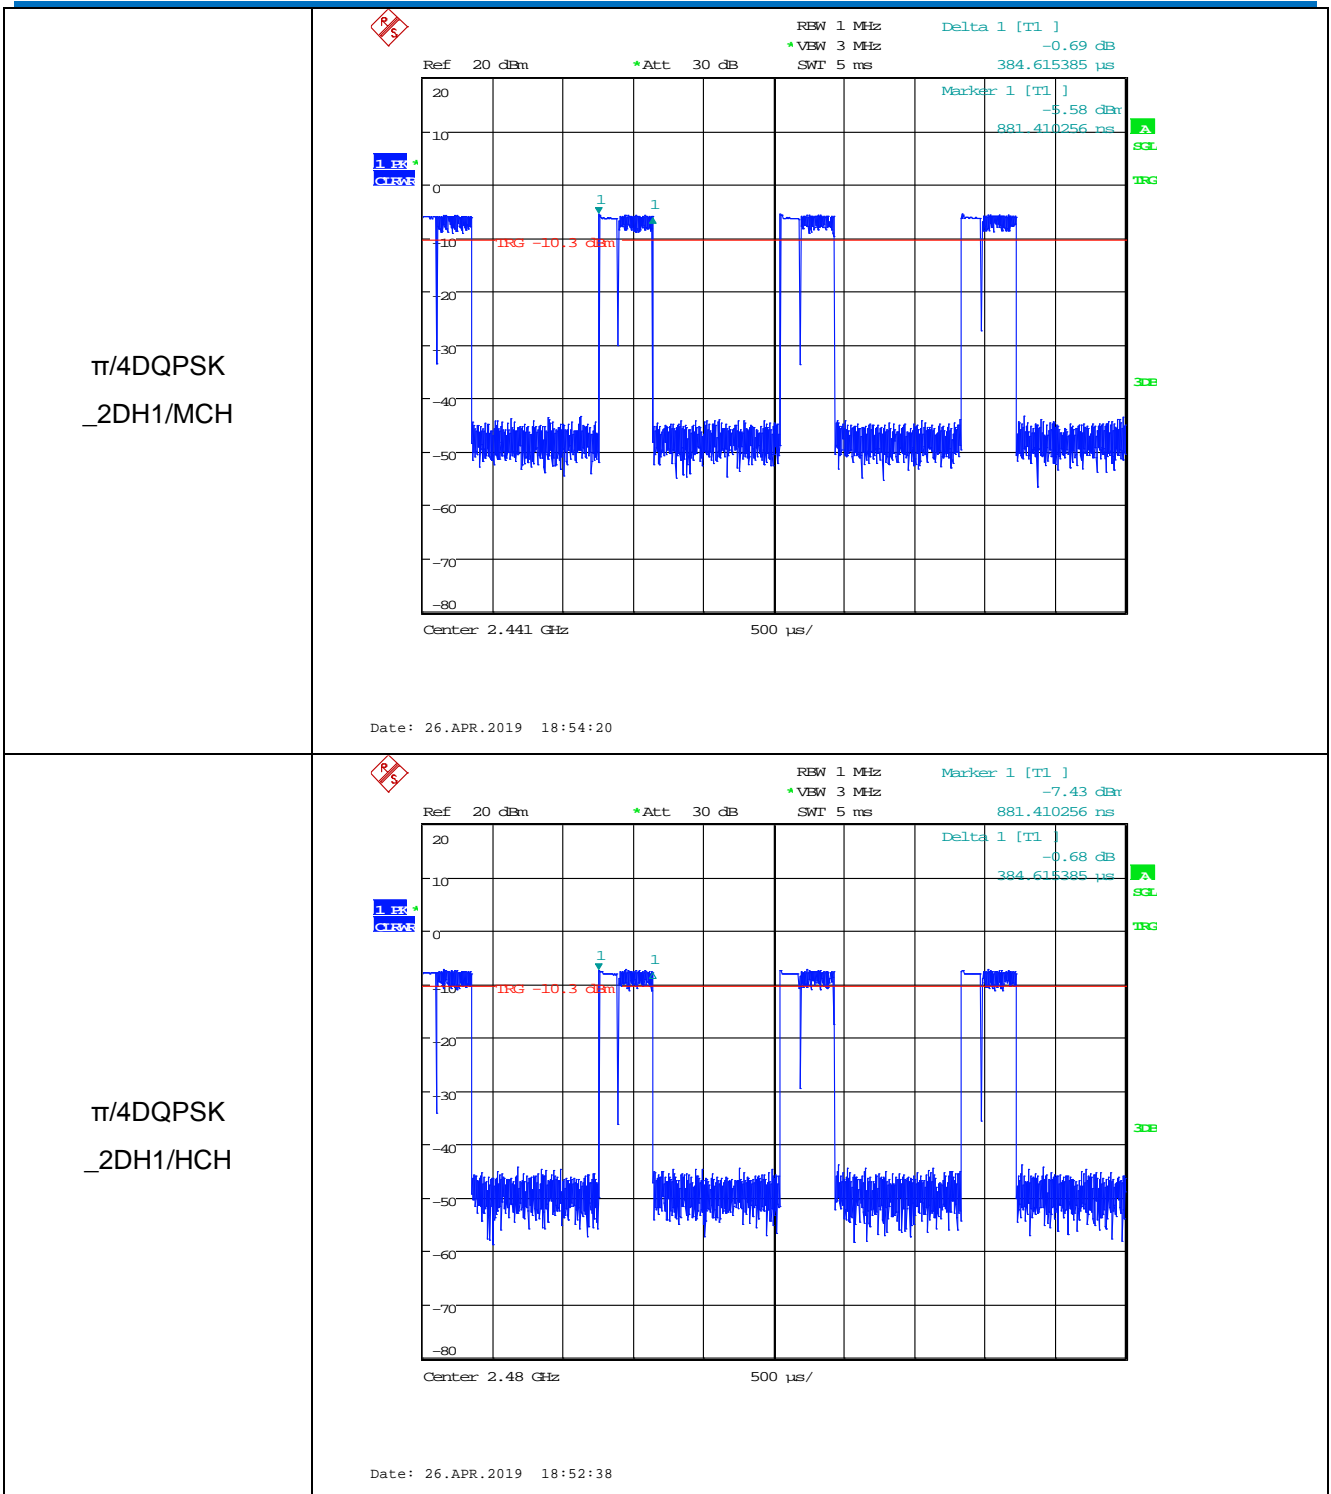 π/4DQPSK
_2DH1/MCH
R S
RBW 1 MHz
Delta 1 [T1 ]
*VBW 3 MHz
-0.69 dB
Ref 20 dBm
*Att 30 dB
SWT 5 ms
384.615385 µs
20
Marker 1 [T1 ]
-5.58 dBm
10
881.410256 ns
A
SGL
1 PK *
CLRWR
TRG
0
1
1
-10
TRG -10.3 dBm
-20
-30
3DB
-40
-50
-60
-70
-80
Center 2.441 GHz
500 µs/
Date: 26.APR.2019 18:54:20
π/4DQPSK
_2DH1/HCH
R S
RBW 1 MHz
Marker 1 [T1 ]
*VBW 3 MHz
-7.43 dBm
Ref 20 dBm
*Att 30 dB
SWT 5 ms
881.410256 ns
20
Delta 1 [T1 ]
-0.68 dB
10
384.615385 µs
A
SGL
1 PK *
CLRWR
TRG
0
1
1
-10
TRG -10.3 dBm
-20
-30
3DB
-40
-50
-60
-70
-80
Center 2.48 GHz
500 µs/
Date: 26.APR.2019 18:52:38